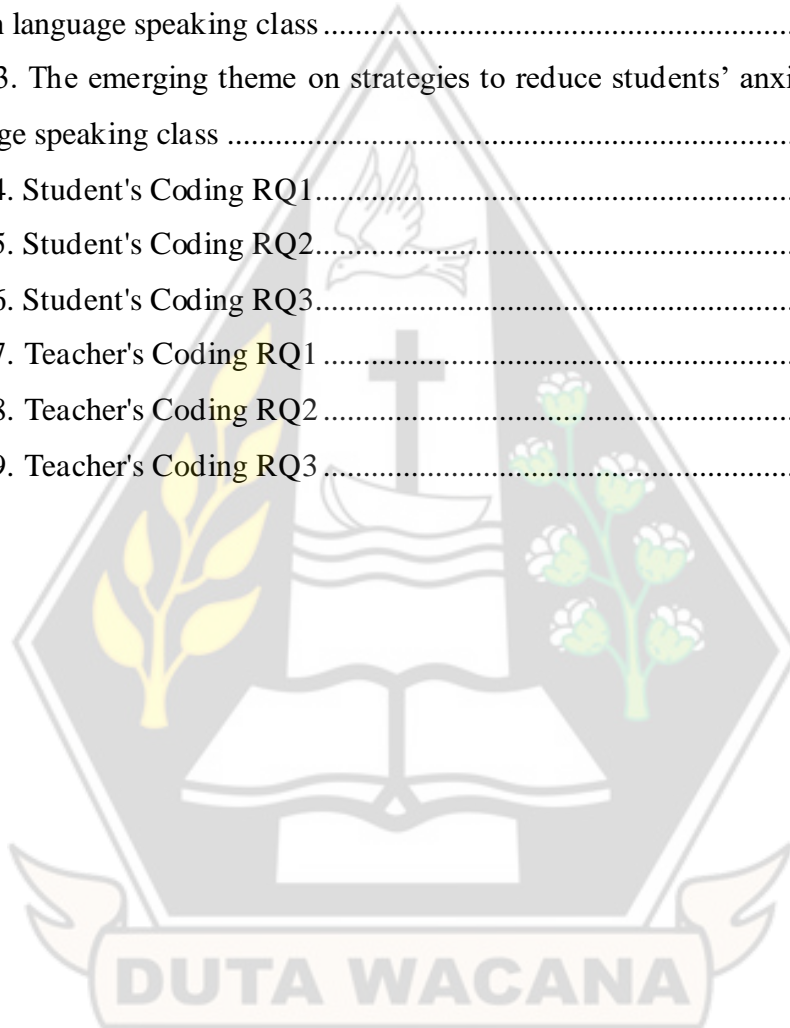 language speaking class ................................................................
3. The emerging theme on strategies to reduce students’
speaking class ................................................................
4. Student's Coding RQ1................................................................
5. Student's Coding RQ2................................................................
6. Student's Coding RQ3................................................................
7. Teacher's Coding RQ1 ................................................................
8. Teacher's Coding RQ2 ................................................................
9. Teacher's Coding RQ3 ................................................................
DUTA WACANA